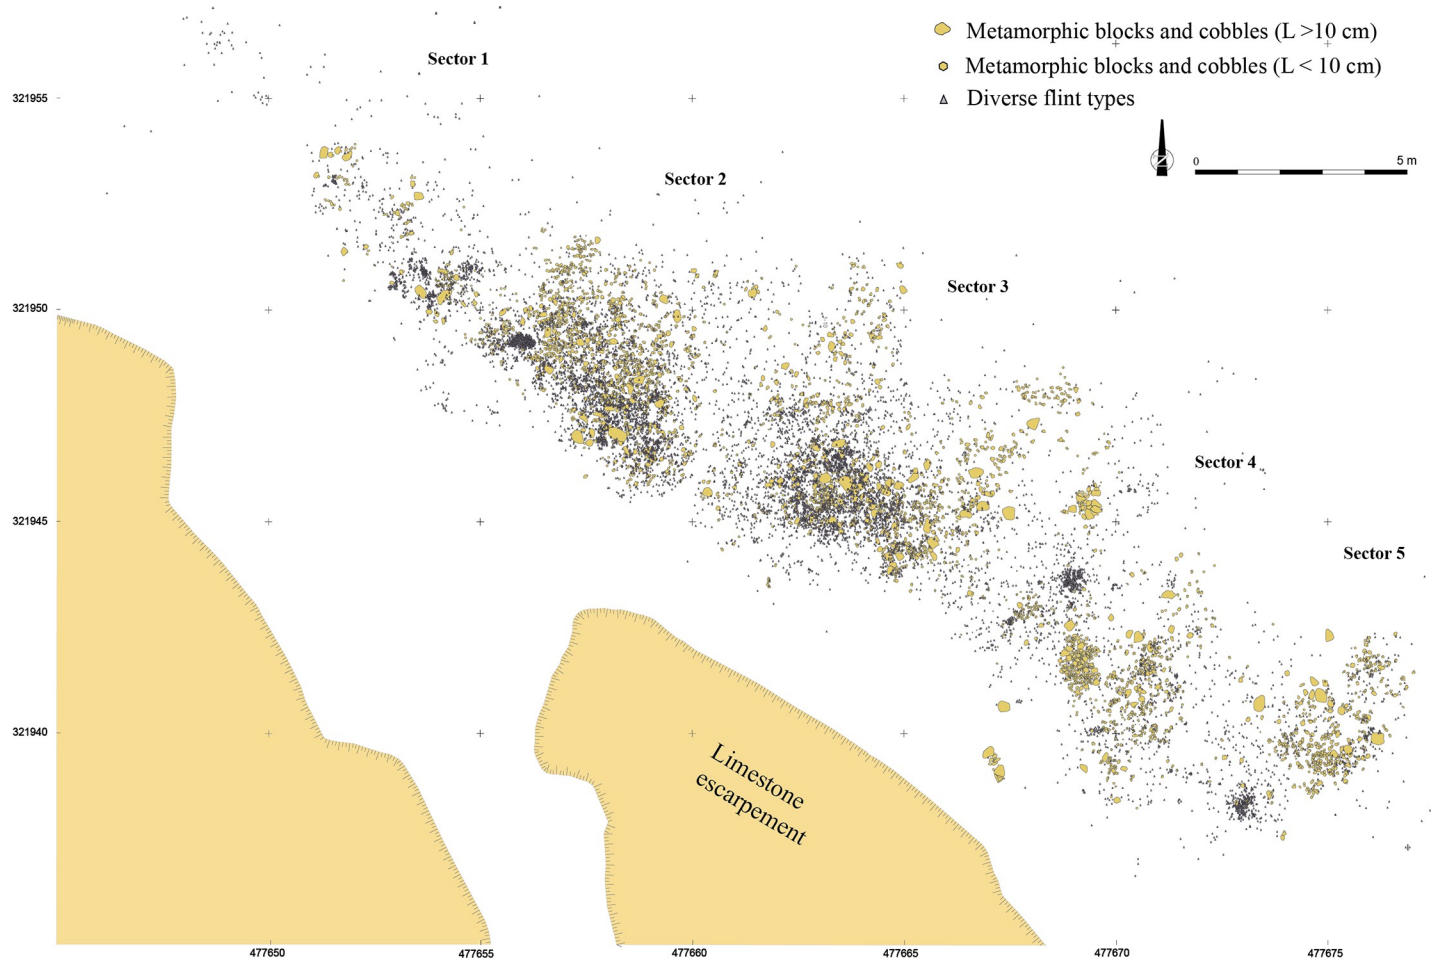 Metamorphic blocks and cobbles (L >10 cm)
Metamorphic blocks and cobbles (L < 10 cm)
Diverse flint types
0 5 m
Sector 1
Sector 2
Sector 3
Sector 4
Sector 5
321955
321950
321945
321940
Limestone
escarpement
477650 477655 477660 477665 477670 477675